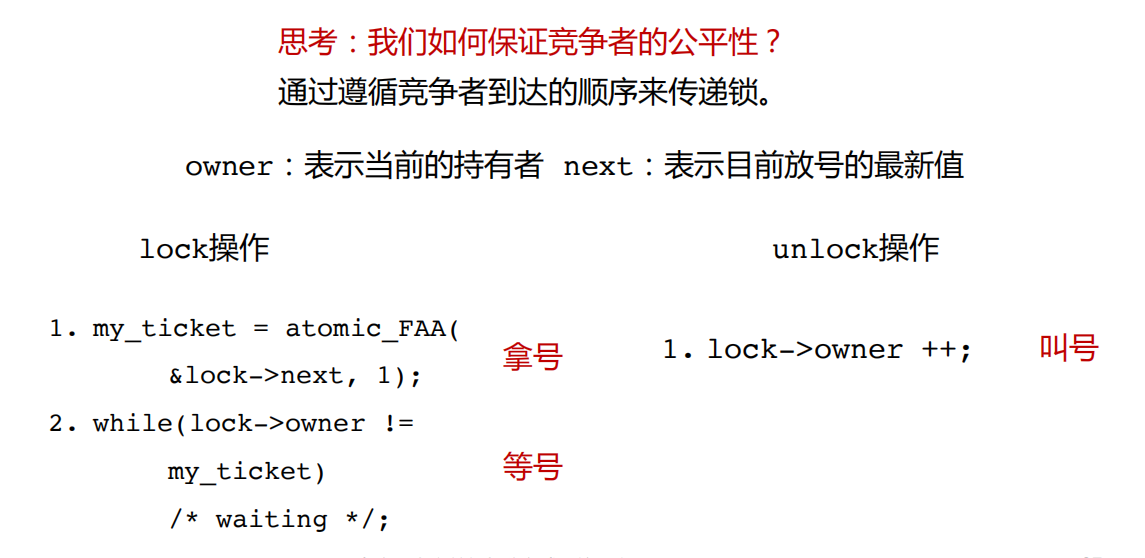 思考：我们如何保证竞争者的公平性？
通过遵循竞争者到达的顺序来传递锁。
owner：表示当前的持有者 next：表示目前放号的最新值
lock操作
1. my_ticket = atomic_FAA(
&lock->next, 1);
拿号
2. while(lock->owner !=
my_ticket)
/* waiting */;
等号
unlock操作
1. lock->owner ++;
叫号